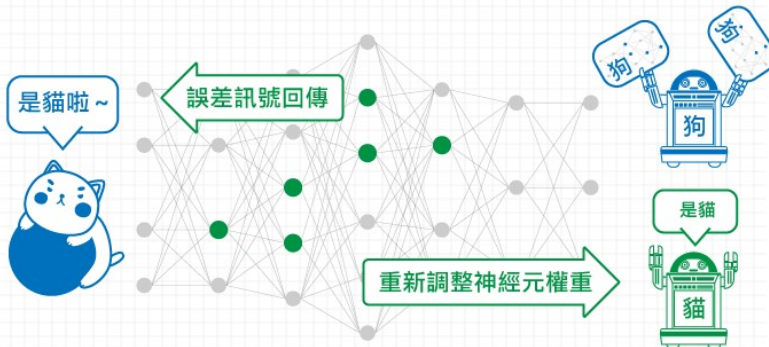 狗
狗
是貓啦~
誤差訊號回傳
狗
是貓
重新調整神經元權重
貓